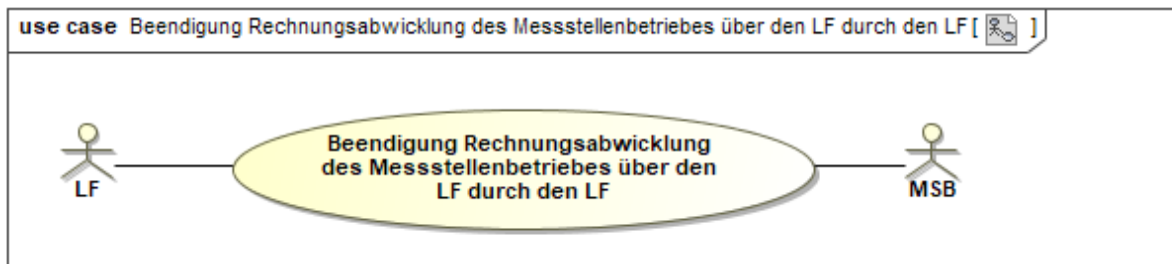 use case Beendigung Rechnungsabwicklung des Messstellenbetriebes über den LF durch den LF [ ]
Beendigung Rechnungsabwicklung
des Messstellenbetriebes über den
LF durch den LF
LF
MSB